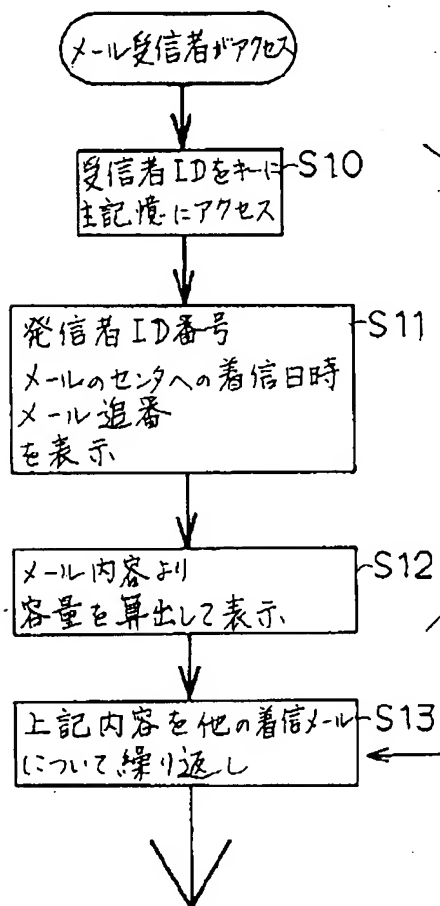 メール受信者がアクセス
受信者IDをキーに
主記憶にアクセス
S10
発信者ID番号
メールのセンタへの着信日時
メール追番
を表示
S11
メール内容より
容量を算出して表示
S12
上記内容を他の着信メール
について繰り返し
S13